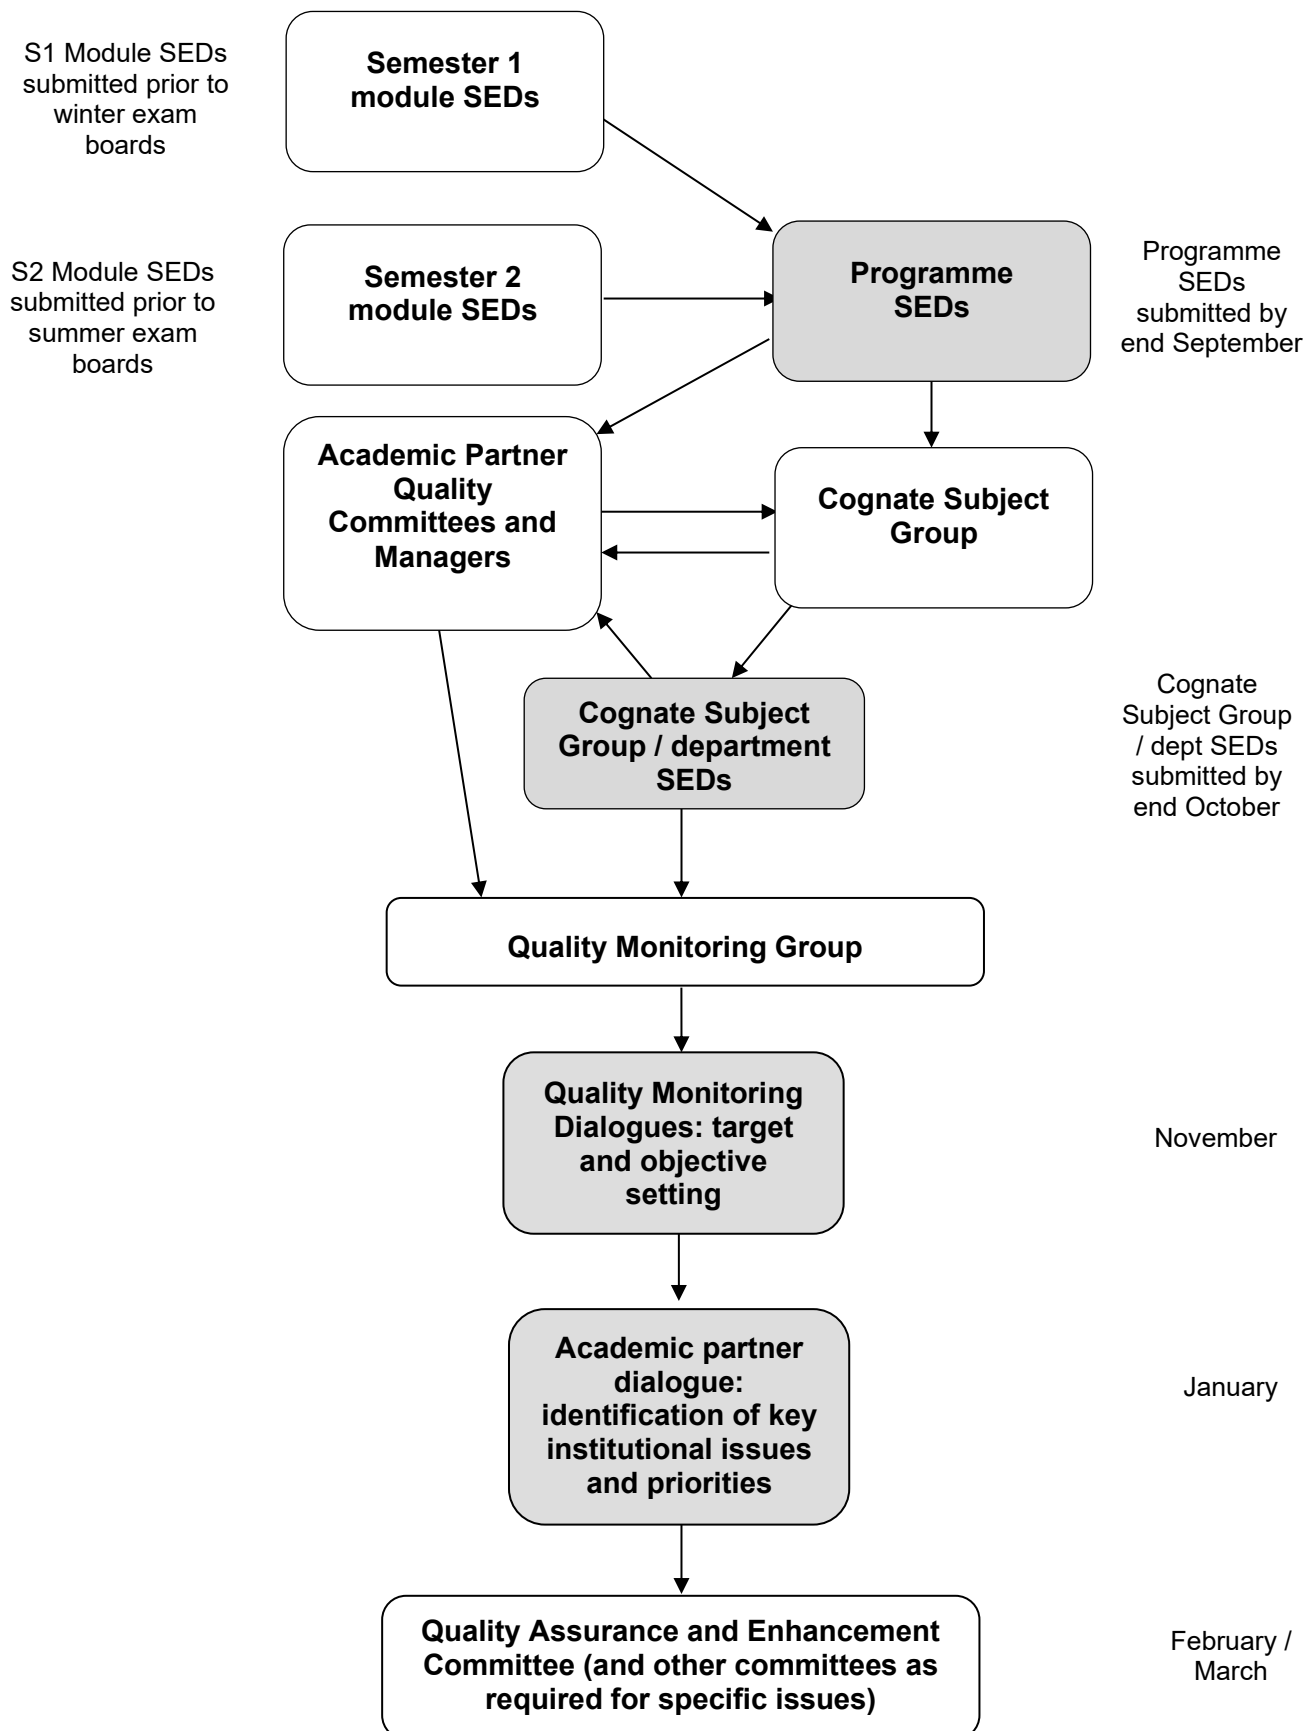 S1 Module SEDs
submitted prior to
winter exam
boards
Semester 1
module SEDs
S2 Module SEDs
submitted prior to
summer exam
boards
Semester 2
module SEDs
Programme
SEDs
Programme
SEDs
submitted by
end September
Academic Partner
Quality
Committees and
Managers
Cognate Subject
Group
Cognate Subject
Group / department
SEDs
Cognate
Subject Group
/ dept SEDs
submitted by
end October
Quality Monitoring Group
Quality Monitoring
Dialogues: target
and objective
setting
November
Academic partner
dialogue:
identification of key
institutional issues
and priorities
January
Quality Assurance and Enhancement
Committee (and other committees as
required for specific issues)
February /
March